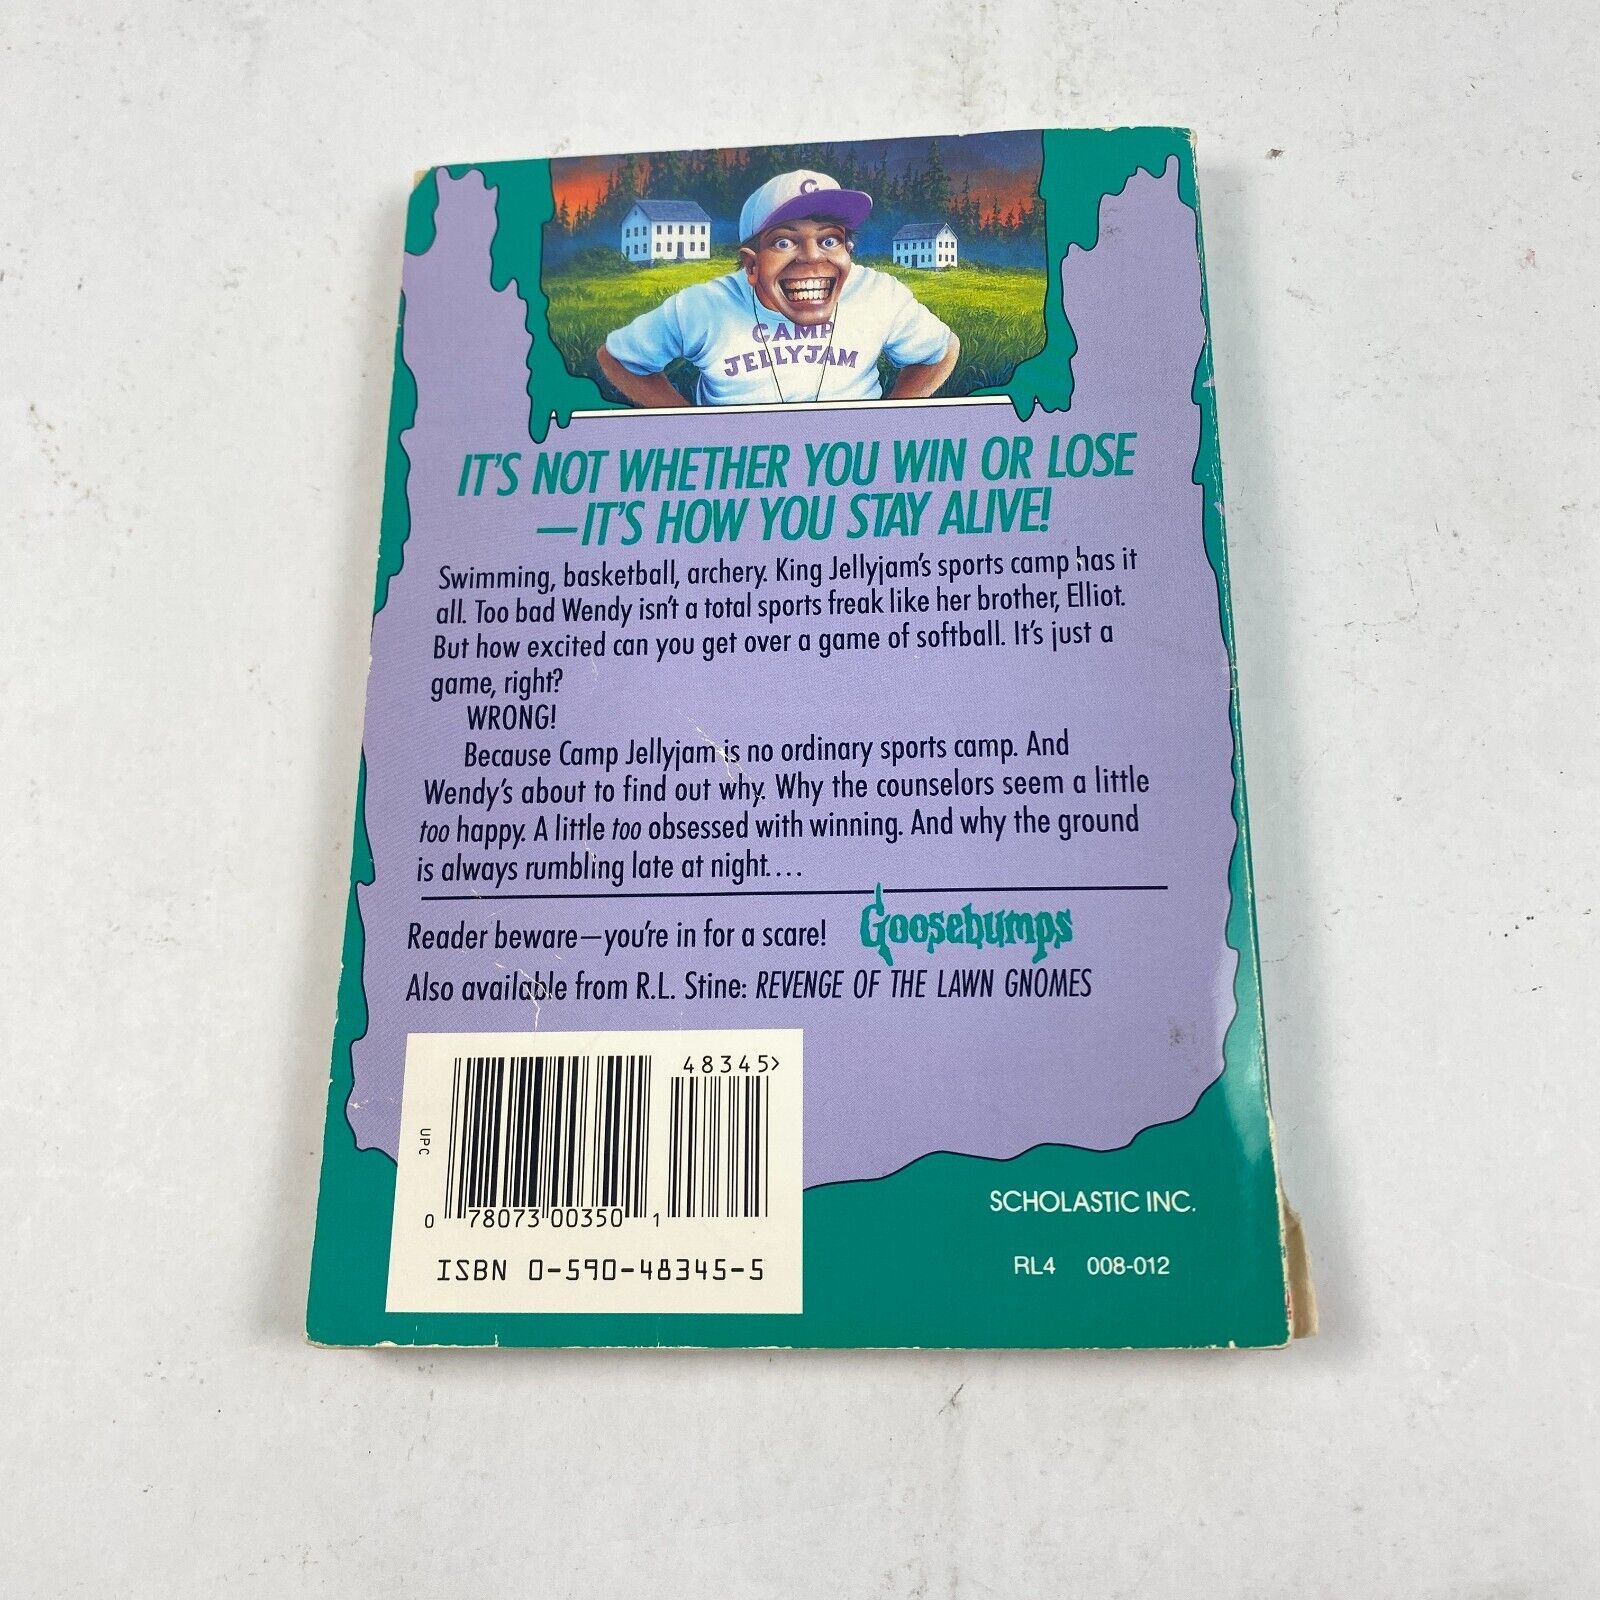 C
CAMP
JELLYJAM
IT'S NOT WHETHER YOU WIN OR LOSE
—IT'S HOW YOU STAY ALIVE!
Swimming, basketball, archery. King Jellyjam's sports camp has it
all. Too bad Wendy isn't a total sports freak like her brother, Elliot.
But how excited can you get over a game of softball. It's just a
game, right?
WRONG!
Because Camp Jellyjam is no ordinary sports camp. And
Wendy's about to find out why. Why the counselors seem a little
too happy. A little too obsessed with winning. And why the ground
is always rumbling late at night....
Reader beware—you're in for a scare! Goosebumps
Also available from R.L. Stine: REVENGE OF THE LAWN GNOMES
48345>
UPC
0 78073 00350 1
ISBN 0-590-48345-5
SCHOLASTIC INC.
RL4 008-012